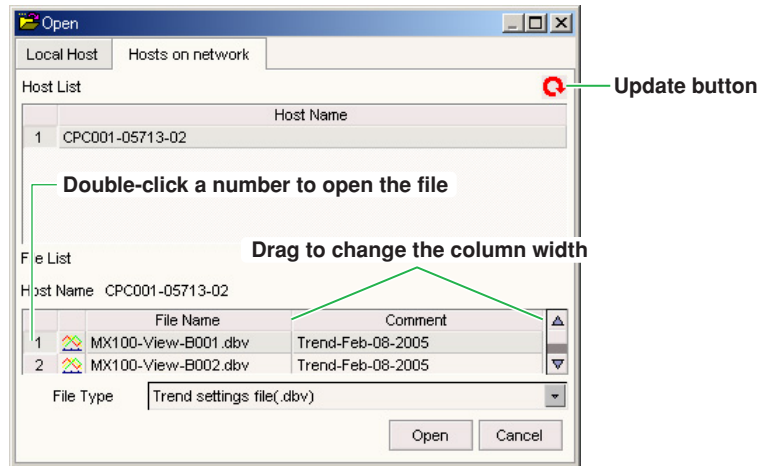 Open
Local Host Hosts on network
Host List
Update button
Host Name
1 CPC001-05713-02
Double-click a number to open the file
Drag to change the column width
File List
Host Name CPC001-05713-02
File Name Comment
1 MX100-View-B001.dbv Trend-Feb-08-2005
2 MX100-View-B002.dbv Trend-Feb-08-2005
File Type Trend settings file(.dbv)
Open Cancel